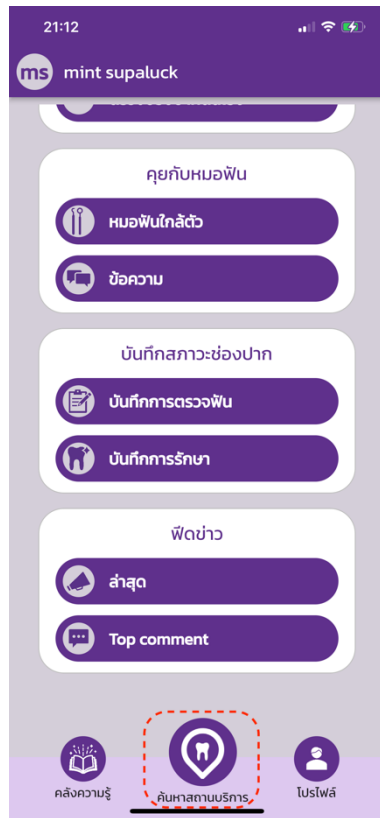 21:12
ms mint supaluck
คุยกับหมอฟัน
หมอฟันใกล้ตัว
ข้อความ
บันทึกสภาวะช่องปาก
บันทึกการตรวจฟัน
บันทึกการรักษา
ฟีดข่าว
ล่าสุด
Top comment
คลังความรู้
ค้นหาสถานบริการ
โปรไฟล์